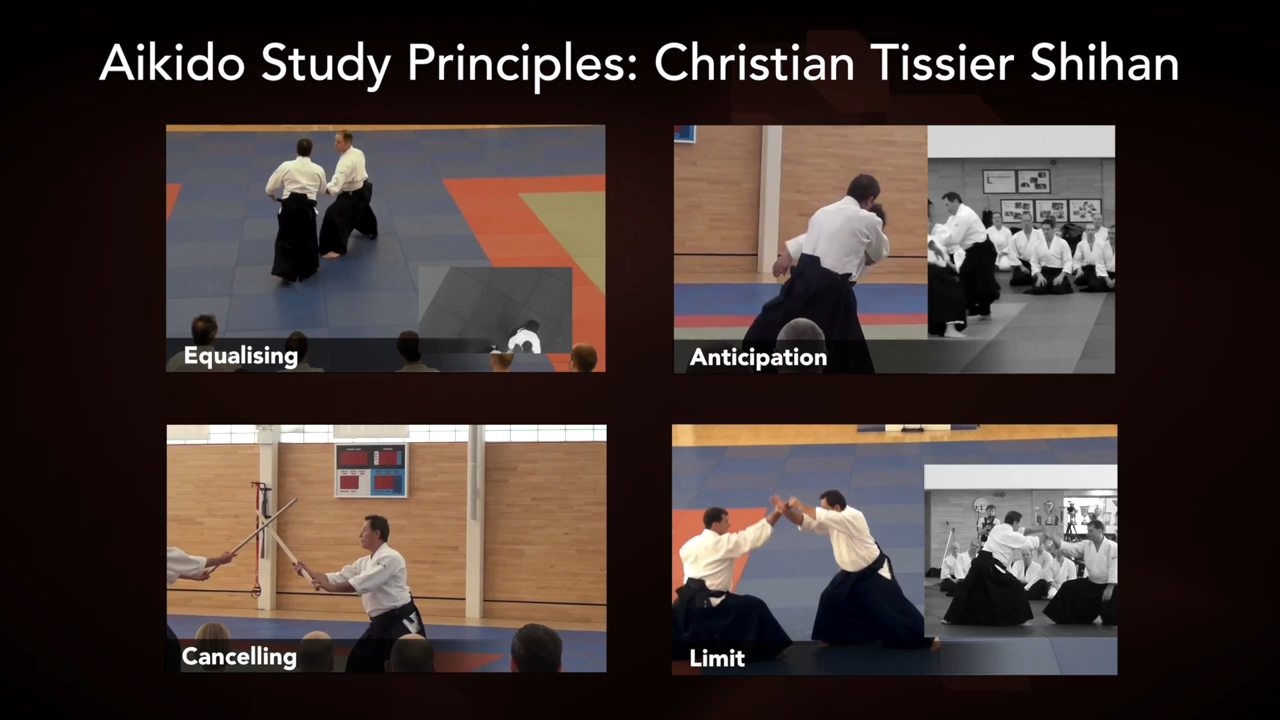 Aikido Study Principles: Christian Tissier Shihan
Equalising
Anticipation
Cancelling
Limit